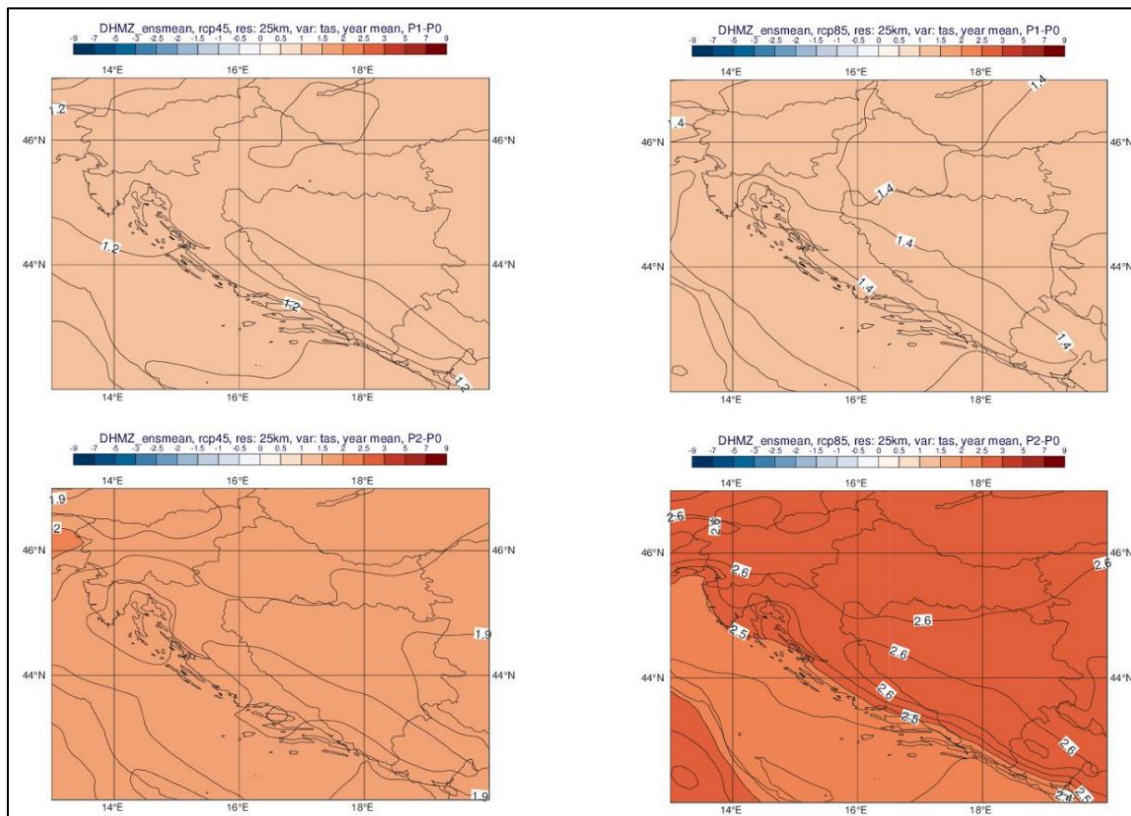 DHMZ_ensmean, rcp45, res: 25km, var: tas, year mean, P1-P0
-9 -7 -5 -3 -2.5 -2 -1.5 -1 -0.5 0 0.5 1 1.5 2 2.5 3 5 7 9
14°E 16°E 18°E
1.2
46°N 46°N
1.2
44°N 44°N
1.2
1.2
14°E 16°E 18°E
DHMZ_ensmean, rcp85, res: 25km, var: tas, year mean, P1-P0
-9 -7 -5 -3 -2.5 -2 -1.5 -1 -0.5 0 0.5 1 1.5 2 2.5 3 5 7 9
14°E 16°E 18°E
1.4
1.4
46°N 46°N
1.4
1.4
44°N 44°N
1.4
1.4
14°E 16°E 18°E
DHMZ_ensmean, rcp45, res: 25km, var: tas, year mean, P2-P0
-9 -7 -5 -3 -2.5 -2 -1.5 -1 -0.5 0 0.5 1 1.5 2 2.5 3 5 7 9
14°E 16°E 18°E
1.9
2
46°N 46°N
1.9
44°N 44°N
1.9
14°E 16°E 18°E
DHMZ_ensmean, rcp85, res: 25km, var: tas, year mean, P2-P0
-9 -7 -5 -3 -2.5 -2 -1.5 -1 -0.5 0 0.5 1 1.5 2 2.5 3 5 7 9
14°E 16°E 18°E
2.6 2.6
46°N 46°N
2.6 2.6
2.6
2.5
2.6
44°N 44°N
2.6
2.5
2.6
2.5
2.4
14°E 16°E 18°E